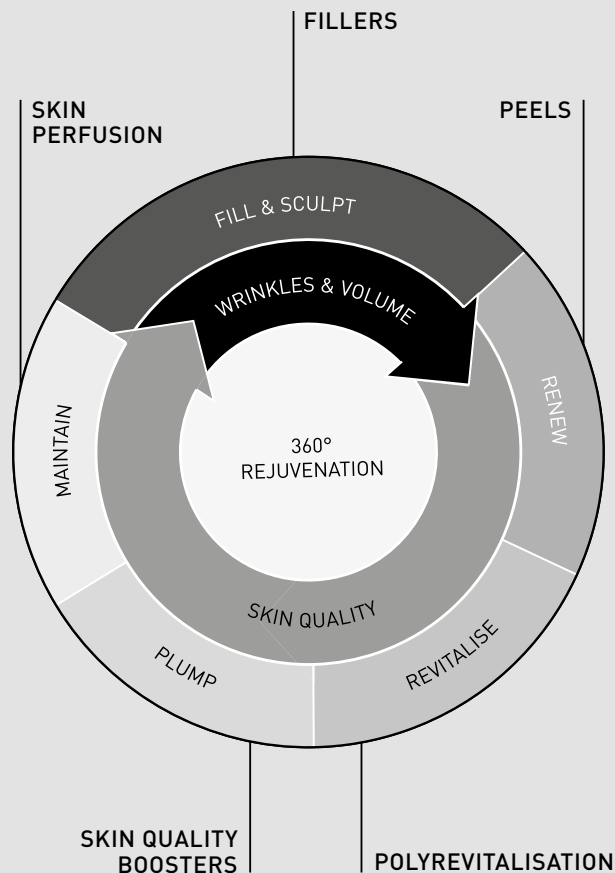 FILLERS
SKIN
PERFUSION
PEELS
FILL & SCULPT
WRINKLES & VOLUME
RENEW
MAINTAIN
360°
REJUVENATION
SKIN QUALITY
PLUMP
REVITALISE
SKIN QUALITY
BOOSTERS
POLYREVITALISATION